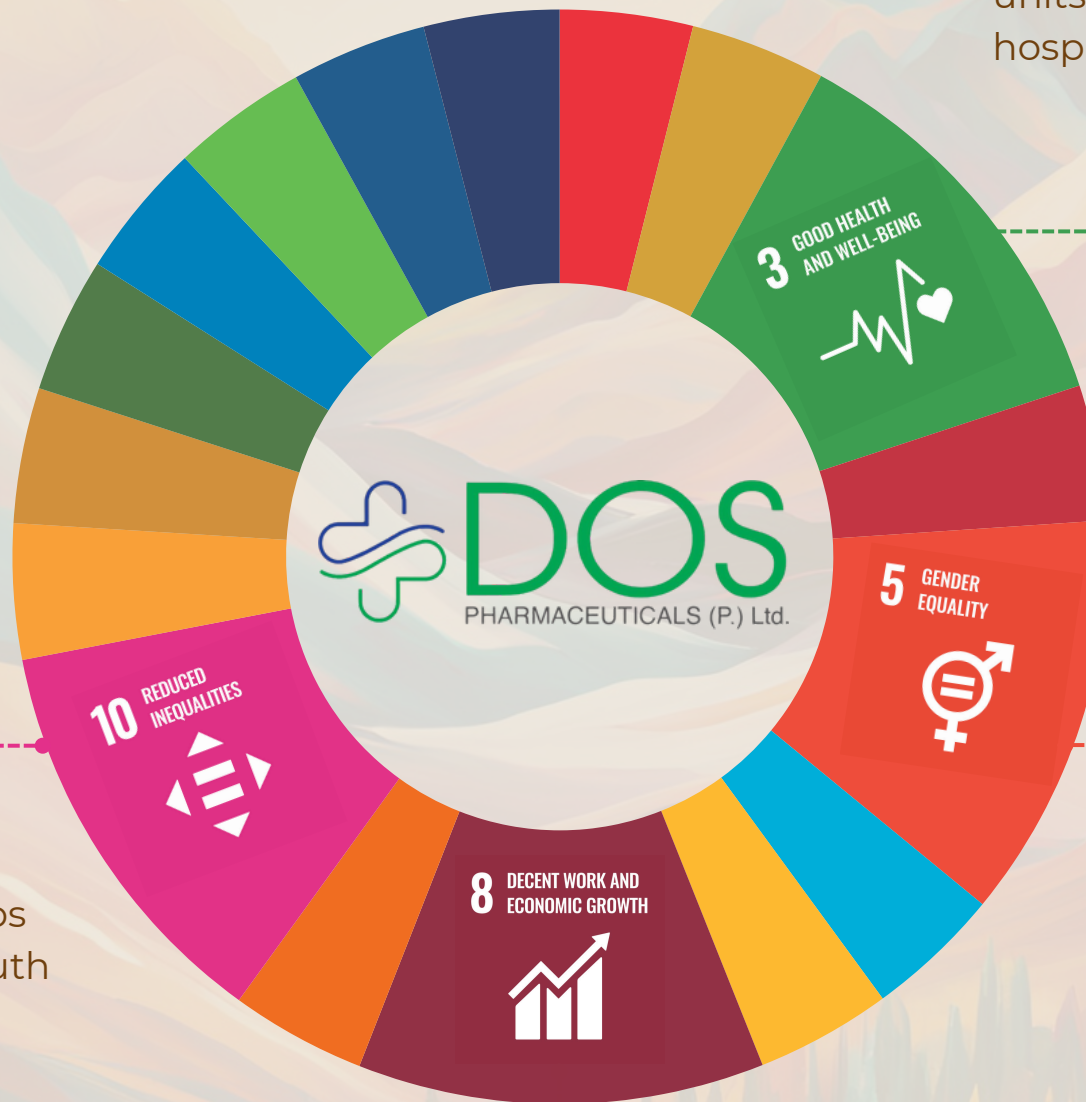 hosp
3 GOOD HEALTH
AND WELL-BEING
DOS
PHARMACEUTICALS (P.) Ltd.
5 GENDER
EQUALITY
10 REDUCED
INEQUALITIES
8 DECENT WORK AND
ECONOMIC GROWTH
os
uth